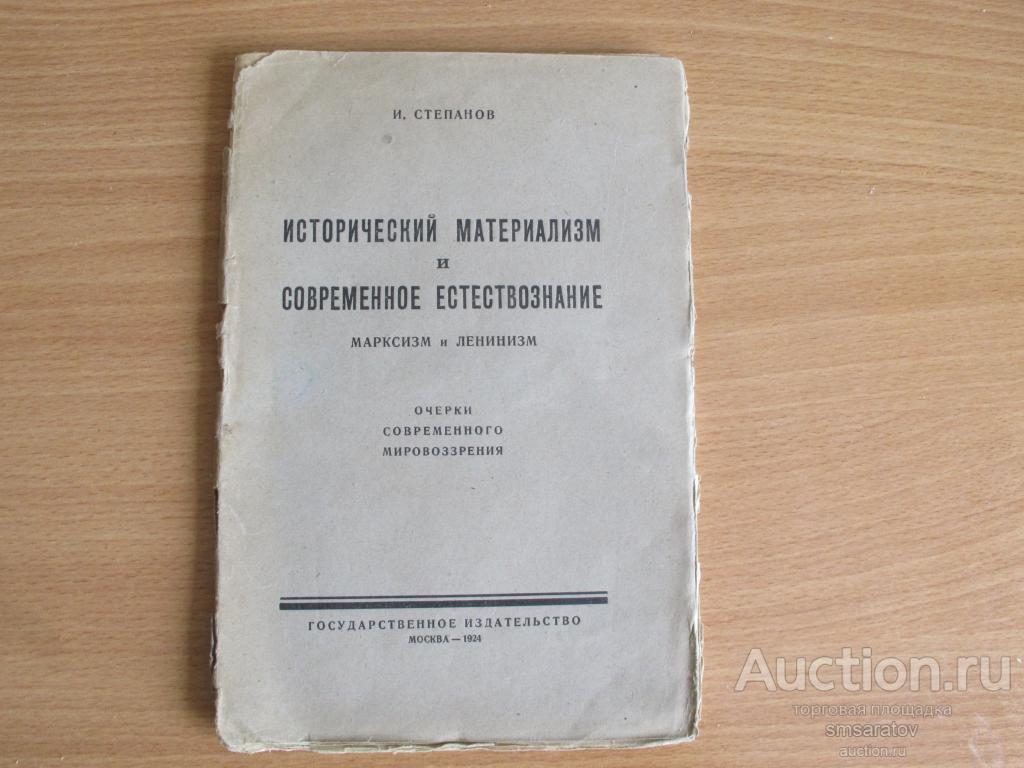 И. СТЕПАНОВ
ИСТОРИЧЕСКИЙ МАТЕРИАЛИЗМ
И
СОВРЕМЕННОЕ ЕСТЕСТВОЗНАНИЕ
МАРКСИЗМ и ЛЕНИНИЗМ
ОЧЕРКИ
СОВРЕМЕННОГО
МИРОВОЗЗРЕНИЯ
ГОСУДАРСТВЕННОЕ ИЗДАТЕЛЬСТВО
МОСКВА — 1924
Auction.ru
торговая площадка
smsaratov
auction.ru